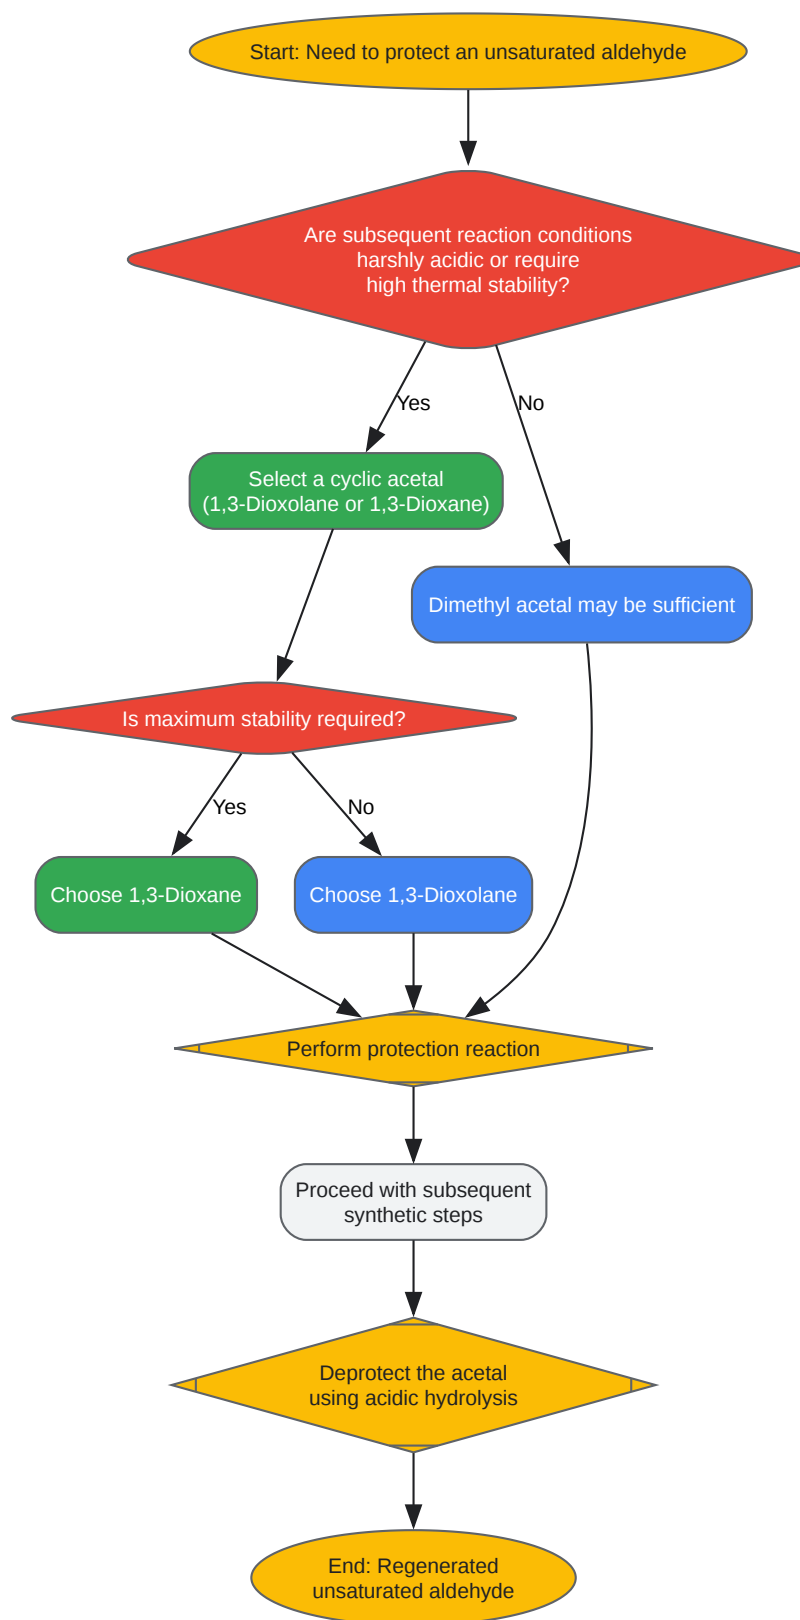 Start: Need to protect an unsaturated aldehyde
Are subsequent reaction conditions
harshly acidic or require
high thermal stability?
Yes
No
Select a cyclic acetal
(1,3-Dioxolane or 1,3-Dioxane)
Dimethyl acetal may be sufficient
Is maximum stability required?
Yes
No
Choose 1,3-Dioxane
Choose 1,3-Dioxolane
Perform protection reaction
Proceed with subsequent
synthetic steps
Deprotect the acetal
using acidic hydrolysis
End: Regenerated
unsaturated aldehyde